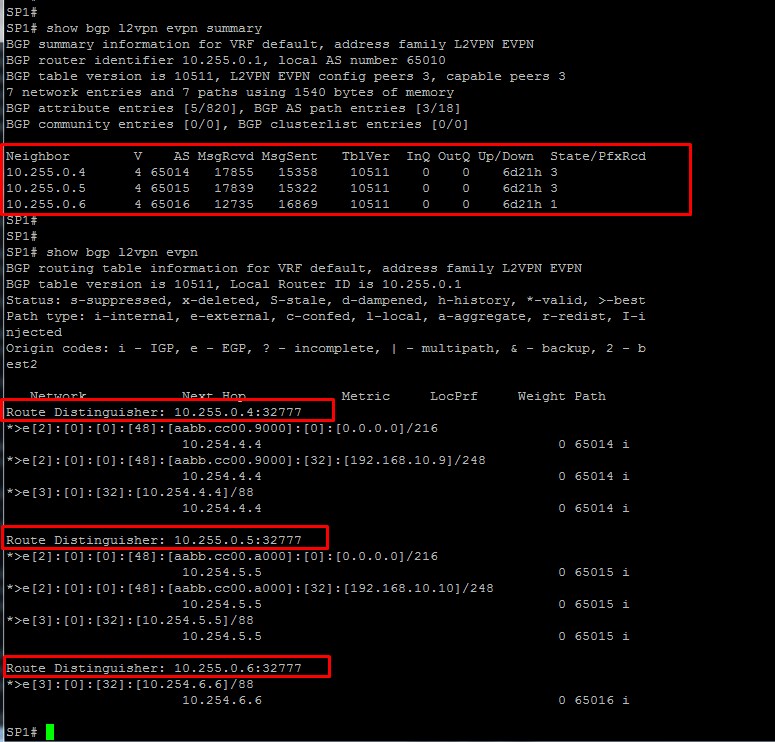 SP1#
SP1# show bgp l2vpn evpn summary
BGP summary information for VRF default, address family L2VPN EVPN
BGP router identifier 10.255.0.1, local AS number 65010
BGP table version is 10511, L2VPN EVPN config peers 3, capable peers 3
7 network entries and 7 paths using 1540 bytes of memory
BGP attribute entries [5/820], BGP AS path entries [3/18]
BGP community entries [0/0], BGP clusterlist entries [0/0]
Neighbor        V    AS MsgRcvd MsgSent   TblVer  InQ OutQ Up/Down  State/PfxRcd
10.255.0.4      4 65014   17855   15358    10511    0    0    6d21h 3
10.255.0.5      4 65015   17839   15322    10511    0    0    6d21h 3
10.255.0.6      4 65016   12735   16869    10511    0    0    6d21h 1
SP1#
SP1#
SP1# show bgp l2vpn evpn
BGP routing table information for VRF default, address family L2VPN EVPN
BGP table version is 10511, Local Router ID is 10.255.0.1
Status: s-suppressed, x-deleted, S-stale, d-dampened, h-history, *-valid, >-best
Path type: i-internal, e-external, c-confed, l-local, a-aggregate, r-redist, I-i
njected
Origin codes: i - IGP, e - EGP, ? - incomplete, | - multipath, & - backup, 2 - b
est2
   Network            Next Hop            Metric     LocPrf     Weight Path
Route Distinguisher: 10.255.0.4:32777
*>e[2]:[0]:[0]:[48]:[aabb.cc00.9000]:[0]:[0.0.0.0]/216
                      10.254.4.4                                     0 65014 i
*>e[2]:[0]:[0]:[48]:[aabb.cc00.9000]:[32]:[192.168.10.9]/248
                      10.254.4.4                                     0 65014 i
*>e[3]:[0]:[32]:[10.254.4.4]/88
                      10.254.4.4                                     0 65014 i
Route Distinguisher: 10.255.0.5:32777
*>e[2]:[0]:[0]:[48]:[aabb.cc00.a000]:[0]:[0.0.0.0]/216
                      10.254.5.5                                     0 65015 i
*>e[2]:[0]:[0]:[48]:[aabb.cc00.a000]:[32]:[192.168.10.10]/248
                      10.254.5.5                                     0 65015 i
*>e[3]:[0]:[32]:[10.254.5.5]/88
                      10.254.5.5                                     0 65015 i
Route Distinguisher: 10.255.0.6:32777
*>e[3]:[0]:[32]:[10.254.6.6]/88
                      10.254.6.6                                     0 65016 i
SP1#